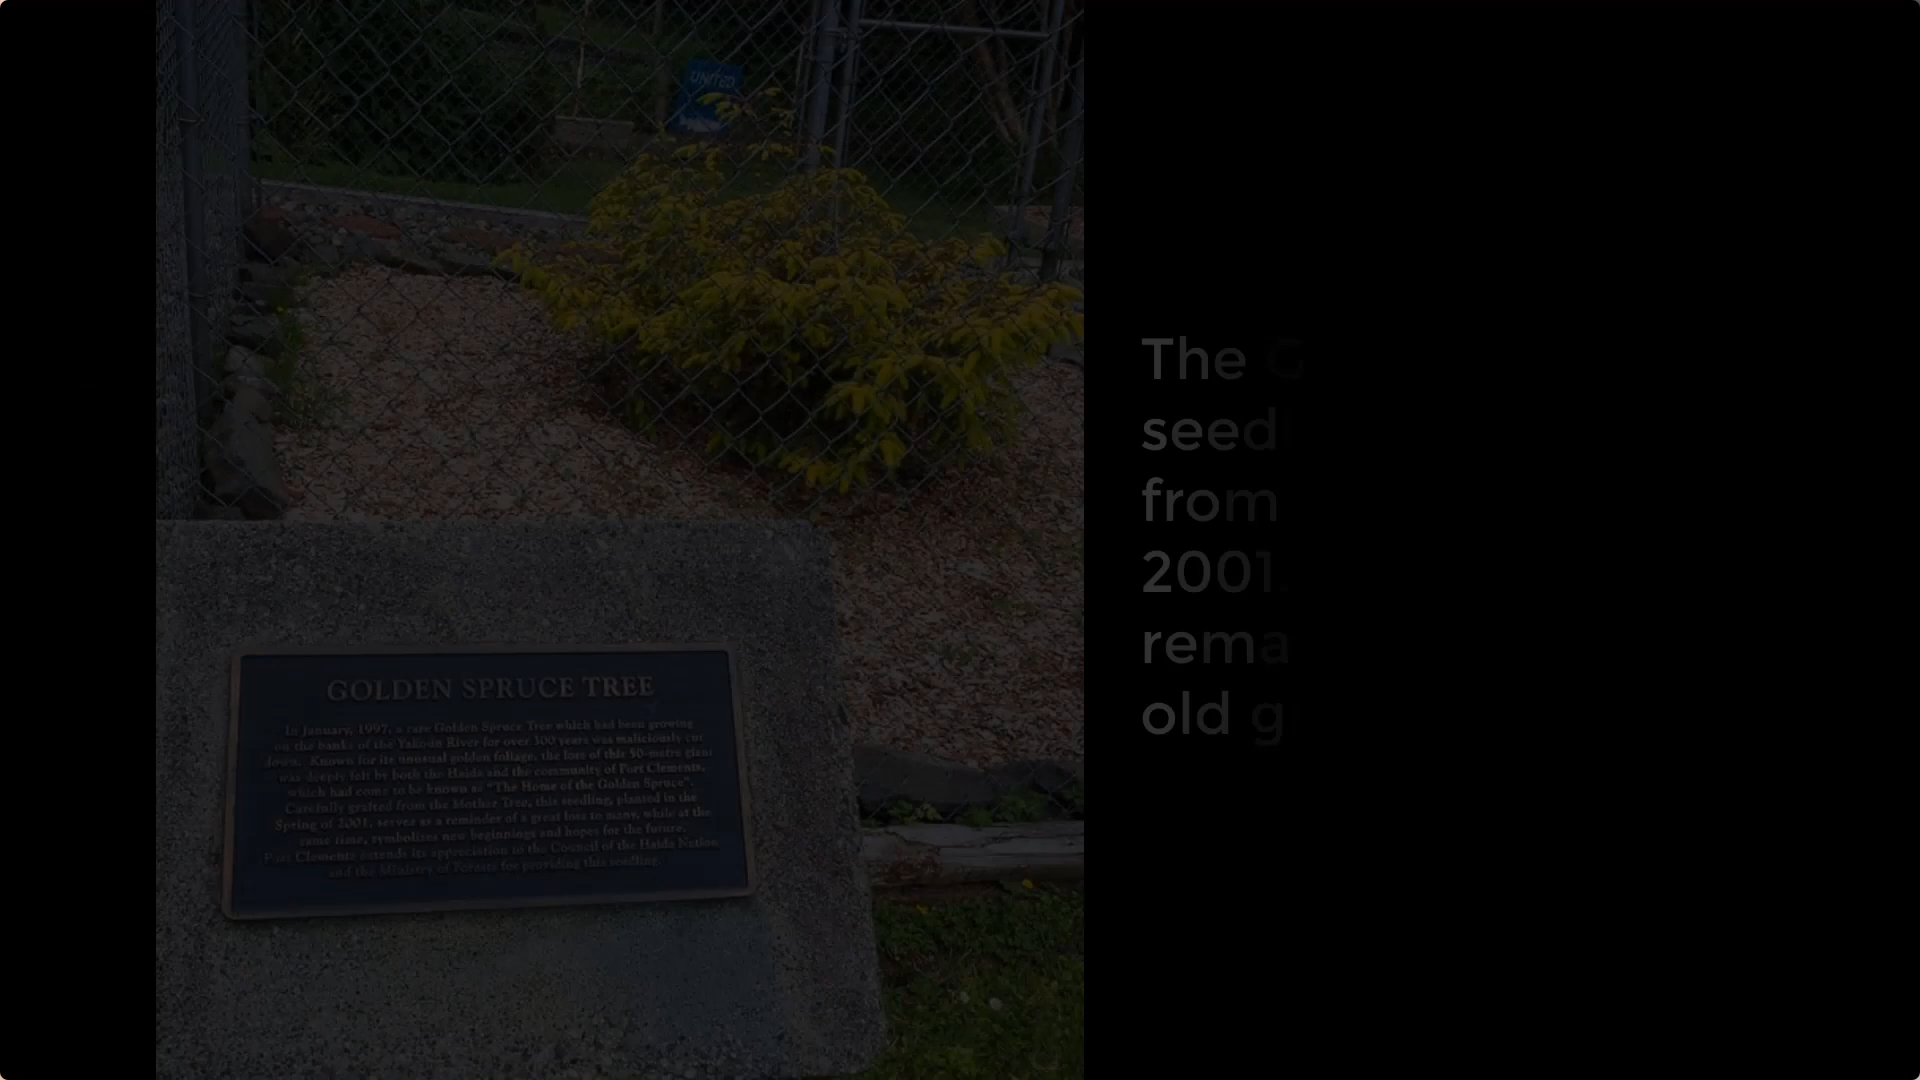 UNITED
GOLDEN SPRUCE TREE
In January, 1997, a rare Golden Spruce Tree which had been growing
on the banks of the Yakoun River for over 300 years was maliciously cut
down. Known for its unusual golden foliage, the loss of this 50-metre giant
was deeply felt by both the Haida and the community of Port Clements,
which had come to be known as "The Home of the Golden Spruce".
Carefully grafted from the Mother Tree, this seedling, planted in the
Spring of 2001, serves as a reminder of a great loss to many, while at the
same time, symbolizes new beginnings and hopes for the future.
Port Clements extends its appreciation to the Council of the Haida Nation
and the Ministry of Forests for providing this seedling.
The G
seed
from
2001.
rema
old g